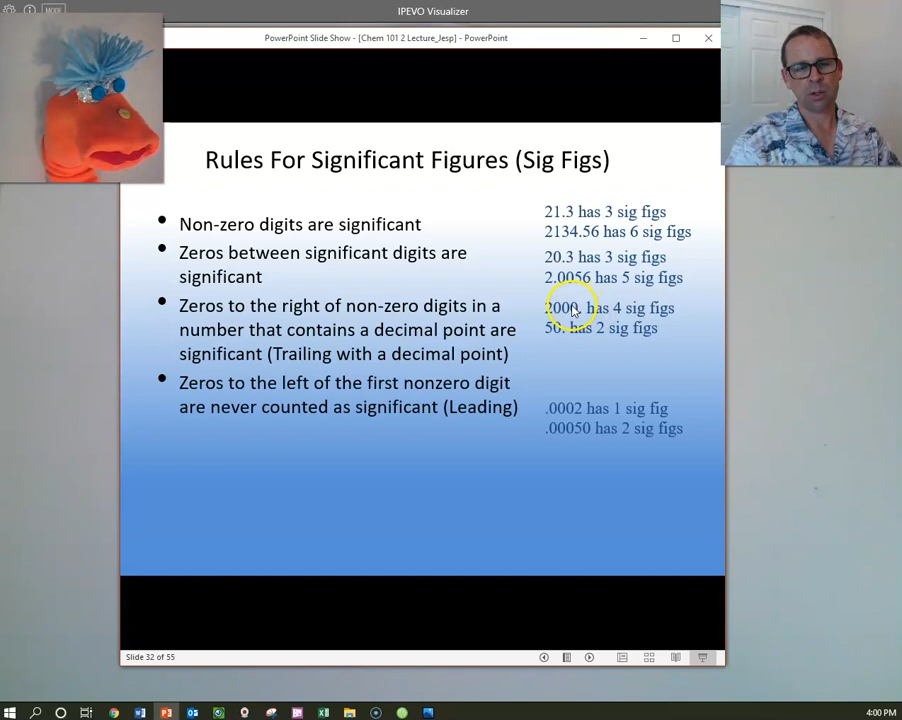 MODE
IPEVO Visualizer
PowerPoint Slide Show - [Chem 101 2 Lecture_Jesp] - PowerPoint
Rules For Significant Figures (Sig Figs)
• Non-zero digits are significant
• Zeros between significant digits are
significant
• Zeros to the right of non-zero digits in a
number that contains a decimal point are
significant (Trailing with a decimal point)
• Zeros to the left of the first nonzero digit
are never counted as significant (Leading)
21.3 has 3 sig figs
2134.56 has 6 sig figs
20.3 has 3 sig figs
2.0056 has 5 sig figs
2000. has 4 sig figs
50. has 2 sig figs
.0002 has 1 sig fig
.00050 has 2 sig figs
Slide 32 of 55
4:00 PM